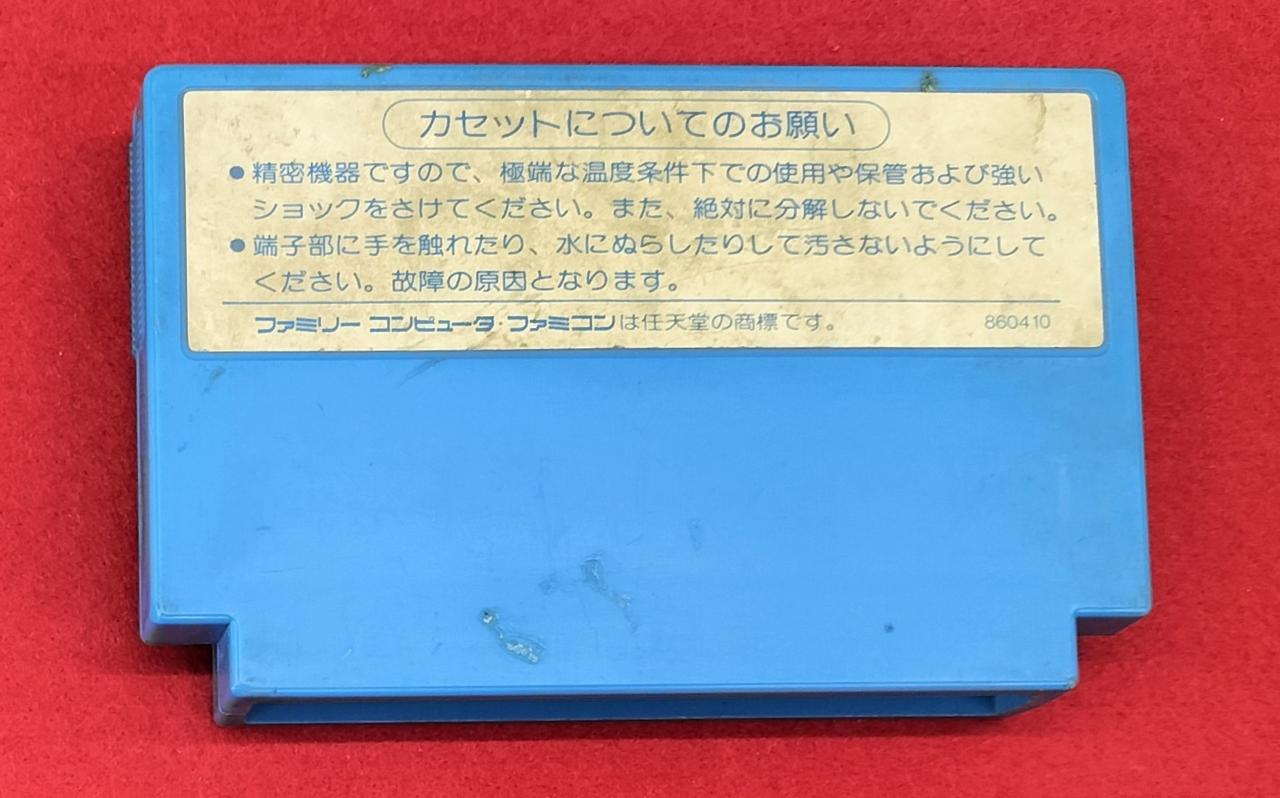 カセットについてのお願い
●精密機器ですので、極端な温度条件下での使用や保管および強い
ショックをさけてください。また、絶対に分解しないでください。
●端子部に手を触れたり、水にぬらしたりして汚さないようにして
ください。故障の原因となります。
ファミリー コンピュータ・ファミコンは任天堂の商標です。 860410